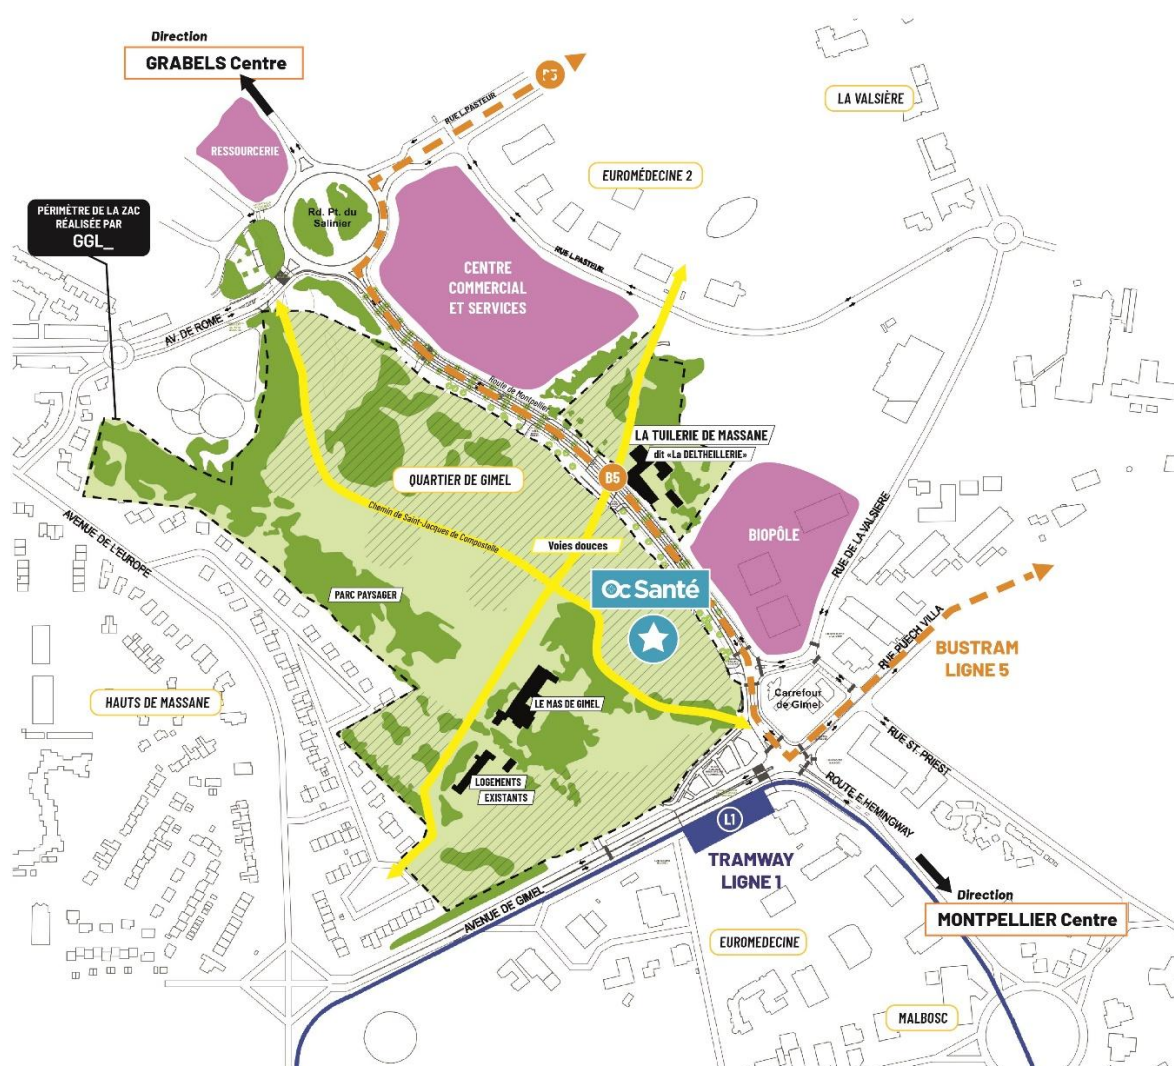 Direction
GRABELS Centre
RUE L.PASTEUR
B5
LA VALSIÈRE
RESSOURCERIE
EUROMÉDECINE 2
PÉRIMÈTRE DE LA ZAC
RÉALISÉE PAR
GGL_
Rd. Pt. du
Salinier
RUE L.PASTEUR
CENTRE
COMMERCIAL
ET SERVICES
AV. DE ROME
Route de Montpellier
LA TUILERIE DE MASSANE
dit «La DELTHEILLERIE»
QUARTIER DE GIMEL
B5
Chemin de Saint-Jacques de Compostelle
BIOPÔLE
RUE DE LA VALSIERE
AVENUE DE L'EUROPE
Voies douces
Oc Santé
PARC PAYSAGER
RUE PUECH VILLA
BUSTRAM
LIGNE 5
HAUTS DE MASSANE
LE MAS DE GIMEL
Carrefour
de Gimel
RUE ST. PRIEST
LOGEMENTS
EXISTANTS
ROUTE E.HEMINGWAY
L1
TRAMWAY
LIGNE 1
Direction
MONTPELLIER Centre
AVENUE DE GIMEL
EUROMEDECINE
MALBOSC